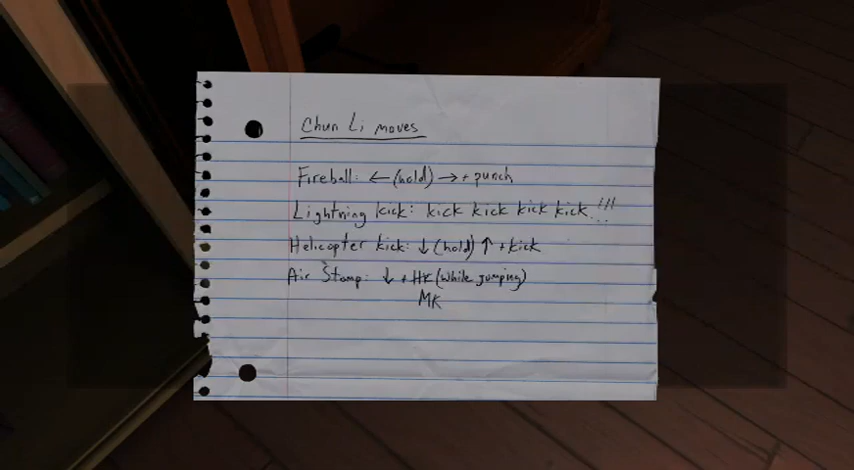 Chun Li moves
Fireball: ← (hold) → + punch
Lightning kick: kick kick kick kick !!!
Helicopter kick: ↓ (hold) ↑ + kick
Air Stomp: ↓ + HK (while jumping)
MK